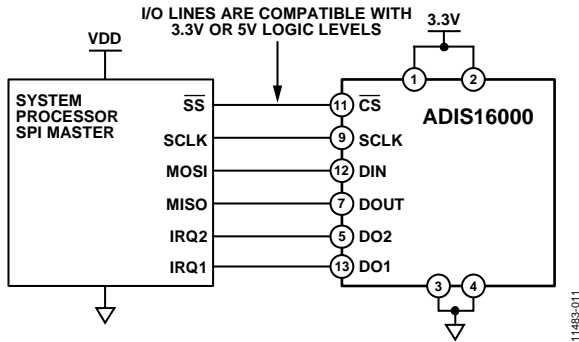 I/O LINES ARE COMPATIBLE WITH
3.3V OR 5V LOGIC LEVELS
VDD
3.3V
SYSTEM
PROCESSOR
SPI MASTER
ADIS16000
1
2
SS
11
CS
SCLK
9
SCLK
MOSI
12
DIN
MISO
7
DOUT
IRQ2
5
DO2
IRQ1
13
DO1
3
4
11483-011